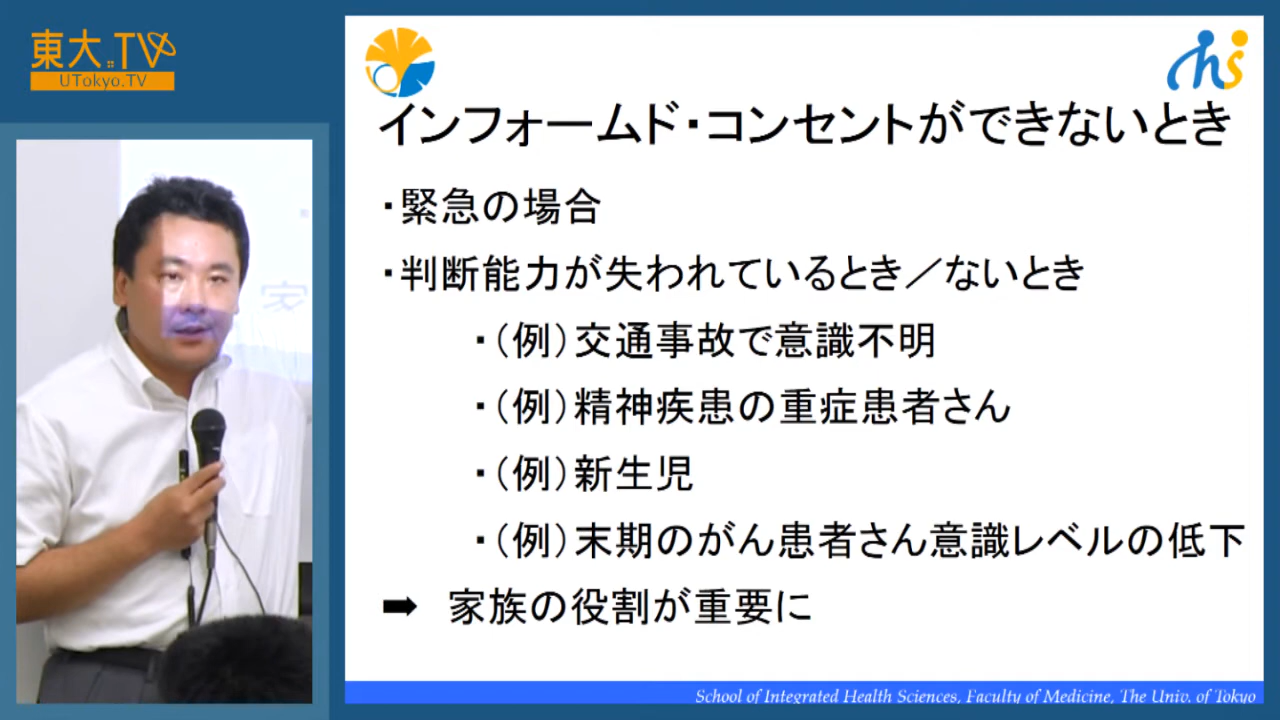 東大.TV
UTokyo.TV
インフォームド・コンセントができないとき
・緊急の場合
・判断能力が失われているとき／ないとき
・（例）交通事故で意識不明
・（例）精神疾患の重症患者さん
・（例）新生児
・（例）末期のがん患者さん意識レベルの低下
➡ 家族の役割が重要に
School of Integrated Health Sciences, Faculty of Medicine, The Univ. of Tokyo
家